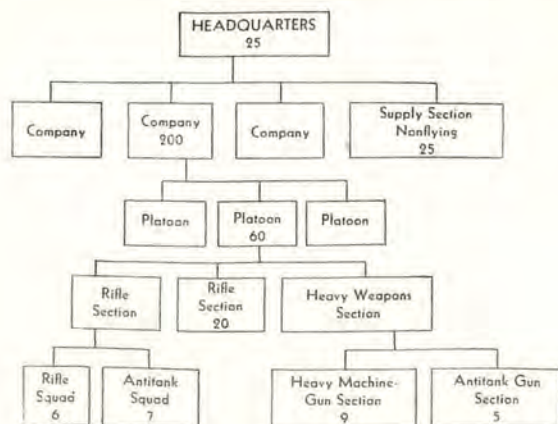 HEADQUARTERS
25
Company
Company
200
Company
Supply Section
Nonflying
25
Platoon
Platoon
60
Platoon
Rifle
Section
Rifle
Section
20
Heavy Weapons
Section
Rifle
Squad
6
Antitank
Squad
7
Heavy Machine-
Gun Section
9
Antitank Gun
Section
5